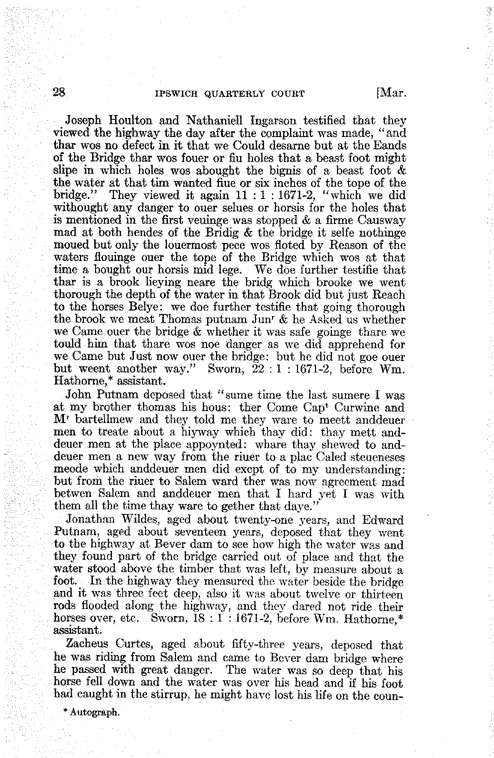 28 IPSWICH QUARTERLY COURT [Mar.
Joseph Houlton and Nathaniell Ingarson testified that they
viewed the highway the day after the complaint was made, "and
thar wos no defect in it that we Could desarne but at the Eands
of the Bridge thar wos fouer or fiu holes that a beast foot might
slipe in which holes wos abought the bignis of a beast foot &
the water at that tim wanted fiue or six inches of the tope of the
bridge." They viewed it again 11 : 1 : 1671-2, "which we did
withought any danger to ouer selues or horsis for the holes that
is mentioned in the first veuinge was stopped & a firme Causway
mad at both hendes of the Bridig & the bridge it selfe nothinge
moued but only the louermost pece wos floted by Reason of the
waters flouinge ouer the tope of the Bridge which wos at that
time a bought our horsis mid lege. We doe further testifie that
thar is a brook lieying neare the bridg which brooke we went
thorough the depth of the water in that Brook did but just Reach
to the horses Belye: we doe further testifie that going thorough
the brook we meat Thomas putnam Junr & he Asked us whether
we Came ouer the bridge & whether it was safe goinge thare we
tould him that thare wos noe danger as we did apprehend for
we Came but Just now ouer the bridge: but he did not goe ouer
but weent another way." Sworn, 22 : 1 : 1671-2, before Wm.
Hathorne,* assistant.
John Putnam deposed that "sume time the last sumere I was
at my brother thomas his hous: ther Come Capt Curwine and
Mr bartellmew and they told me they ware to meett anddeuer
men to treate about a hiyway which thay did: thay mett and-
deuer men at the place appoynted: whare thay shewed to and-
deuer men a new way from the riuer to a plac Caled steueneses
meode which anddeuer men did except of to my understanding:
but from the riuer to Salem ward ther was now agreement mad
betwen Salem and anddeuer men that I hard yet I was with
them all the time thay ware to gether that daye."
Jonathan Wildes, aged about twenty-one years, and Edward
Putnam, aged about seventeen years, deposed that they went
to the highway at Bever dam to see how high the water was and
they found part of the bridge carried out of place and that the
water stood above the timber that was left, by measure about a
foot. In the highway they measured the water beside the bridge
and it was three feet deep, also it was about twelve or thirteen
rods flooded along the highway, and they dared not ride their
horses over, etc. Sworn, 18 : 1 : 1671-2, before Wm. Hathorne,*
assistant.
Zacheus Curtes, aged about fifty-three years, deposed that
he was riding from Salem and came to Bever dam bridge where
he passed with great danger. The water was so deep that his
horse fell down and the water was over his head and if his foot
had caught in the stirrup, he might have lost his life on the coun-
* Autograph.